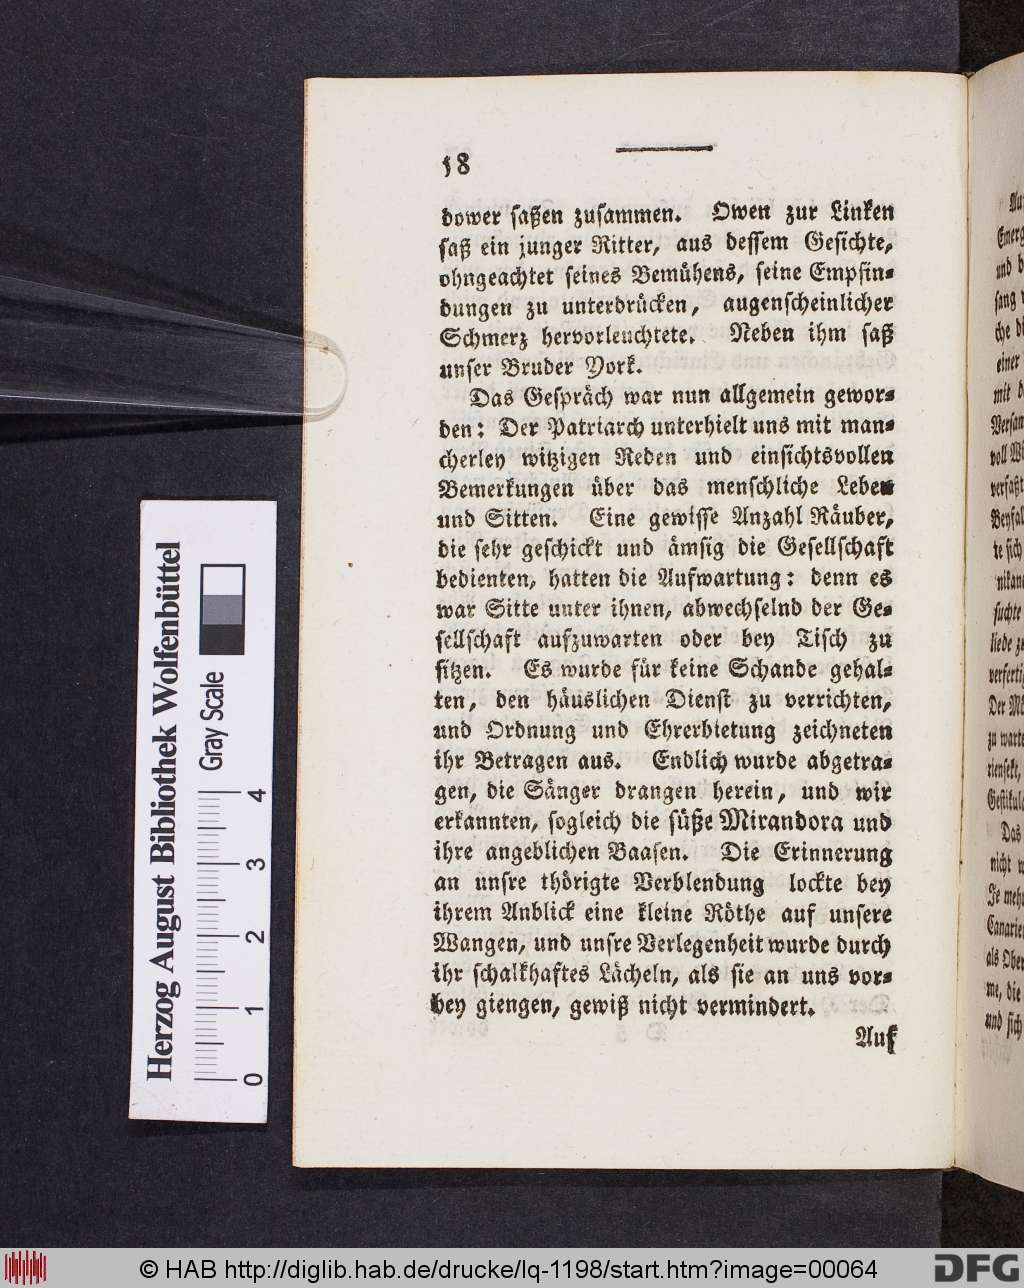 58
dower saßen zusammen. Owen zur Linken
saß ein junger Ritter, aus dessem Gesichte,
ohngeachtet seines Bemühens, seine Empfin-
dungen zu unterdrücken, augenscheinlicher
Schmerz hervorleuchtete. Neben ihm saß
unser Bruder York.
Das Gespräch war nun allgemein gewor-
den: Der Patriarch unterhielt uns mit man-
cherley witzigen Reden und einsichtsvollen
Bemerkungen über das menschliche Leben
und Sitten. Eine gewisse Anzahl Räuber,
die sehr geschickt und ämsig die Gesellschaft
bedienten, hatten die Aufwartung: denn es
war Sitte unter ihnen, abwechselnd der Ge-
sellschaft aufzuwarten oder bey Tisch zu
sitzen. Es wurde für keine Schande gehal-
ten, den häuslichen Dienst zu verrichten,
und Ordnung und Ehrerbietung zeichneten
ihr Betragen aus. Endlich wurde abgetra-
gen, die Sänger drangen herein, und wir
erkannten, sogleich die süße Mirandora und
ihre angeblichen Baasen. Die Erinnerung
an unsre thörigte Verblendung lockte bey
ihrem Anblick eine kleine Röthe auf unsere
Wangen, und unsre Verlegenheit wurde durch
ihr schalkhaftes Lächeln, als sie an uns vor-
bey giengen, gewiß nicht vermindert.
Auf
Herzog August Bibliothek Wolfenbüttel
Gray Scale
0 1 2 3 4
© HAB http://diglib.hab.de/drucke/lq-1198/start.htm?image=00064
DFG